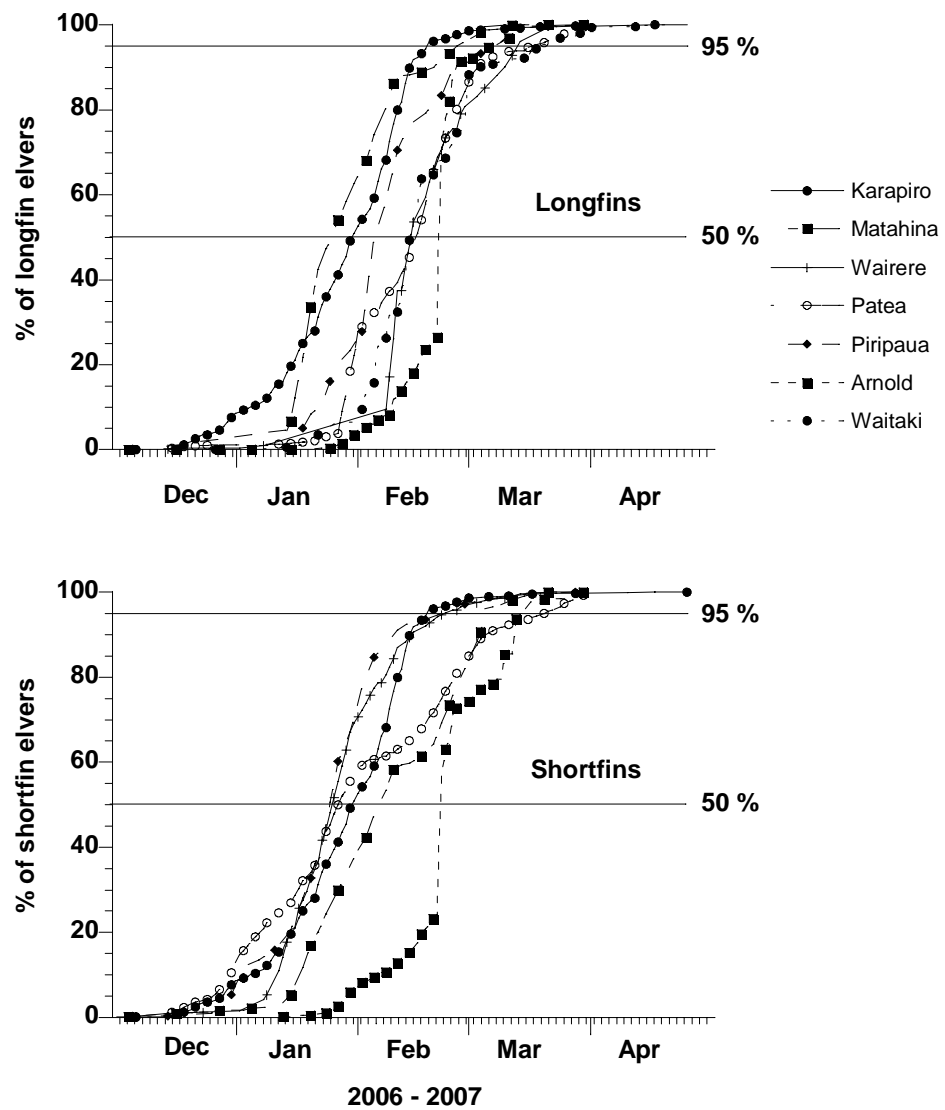 100
95 %
80
60
Longfins
50 %
40
20
0
% of longfin elvers
Dec Jan Feb Mar Apr
Karapiro
Matahina
Wairere
Patea
Piripaua
Arnold
Waitaki
100
95 %
80
60
Shortfins
50 %
40
20
0
% of shortfin elvers
Dec Jan Feb Mar Apr
2006 - 2007